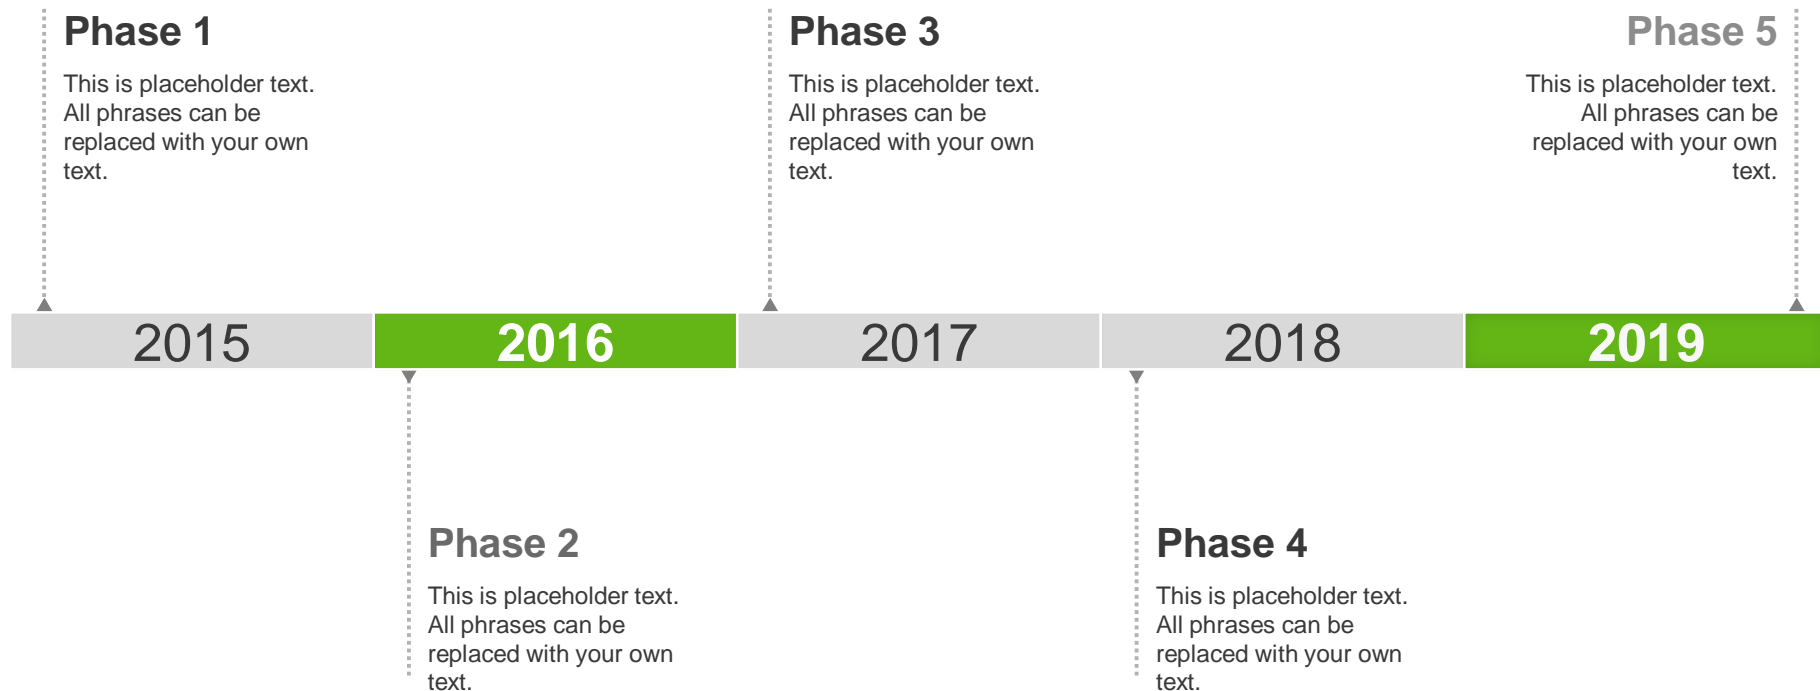 Phase 1
This is placeholder text.
All phrases can be
replaced with your own
text.
Phase 3
This is placeholder text.
All phrases can be
replaced with your own
text.
Phase 5
This is placeholder text.
All phrases can be
replaced with your own
text.
2015
2016
2017
2018
2019
Phase 2
This is placeholder text.
All phrases can be
replaced with your own
text.
Phase 4
This is placeholder text.
All phrases can be
replaced with your own
text.